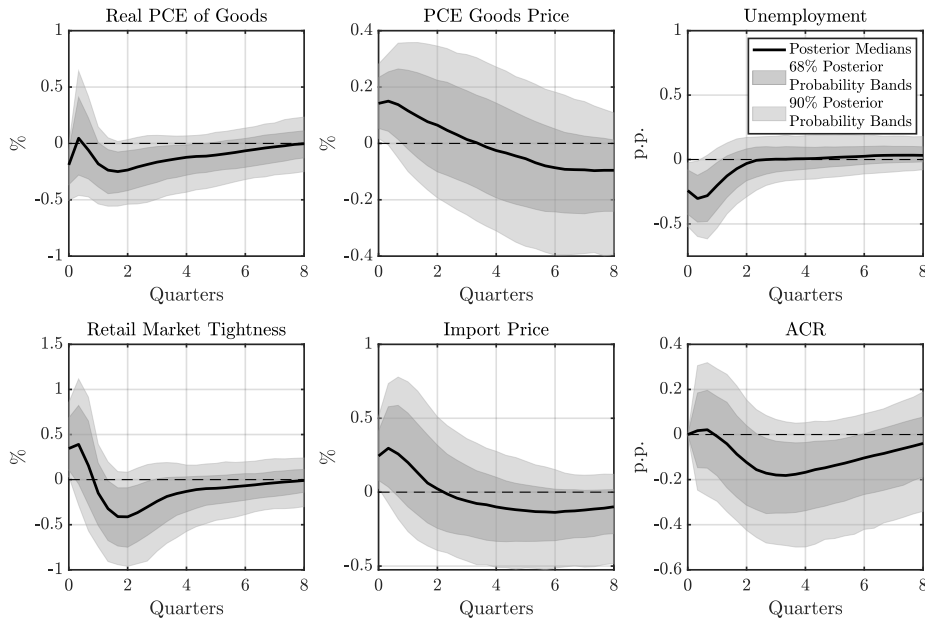 Real PCE of Goods
1
0.5
0
-0.5
-1
%
0 2 4 6 8
Quarters
PCE Goods Price
0.4
0.2
0
-0.2
-0.4
%
0 2 4 6 8
Quarters
Unemployment
1
0.5
0
-0.5
p.p.
0 2 4 6 8
Quarters
Posterior Medians
68% Posterior
Probability Bands
90% Posterior
Probability Bands
Retail Market Tightness
1.5
1
0.5
0
-0.5
-1
%
0 2 4 6 8
Quarters
Import Price
1
0.5
0
-0.5
%
0 2 4 6 8
Quarters
ACR
0.4
0.2
0
-0.2
-0.4
-0.6
p.p.
0 2 4 6 8
Quarters